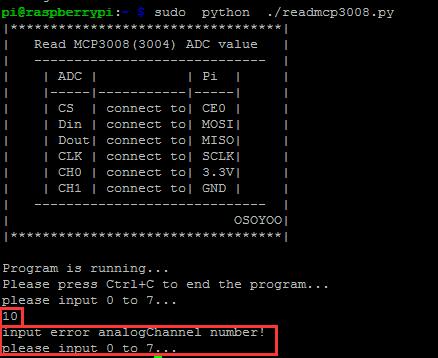 pi@raspberrypi:~ $ sudo  python  ./readmcp3008.py
|**********************************|
|   Read MCP3008(3004) ADC value   |
|   -----------------------------  |
|    | ADC |           | Pi  |     |
|    |-----|-----------|-----|     |
|    | CS  | connect to| CE0 |     |
|    | Din | connect to| MOSI|     |
|    | Dout| connect to| MISO|     |
|    | CLK | connect to| SCLK|     |
|    | CH0 | connect to| 3.3V|     |
|    | CH1 | connect to| GND |     |
|   -----------------------------  |
|                            OSOYOO|
|**********************************|
Program is running...
Please press Ctrl+C to end the program...
please input 0 to 7...
10
input error analogChannel number!
please input 0 to 7...